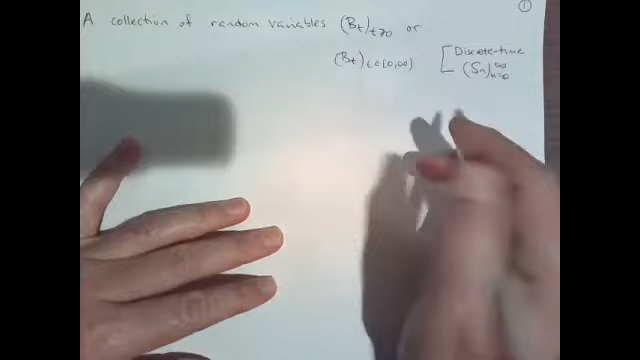 ①
A collection of random variables (B_t)_{t≥0} or
(B_t)_{t∈[0,∞)}
[Discrete-time
(S_n)_{n=0}^∞